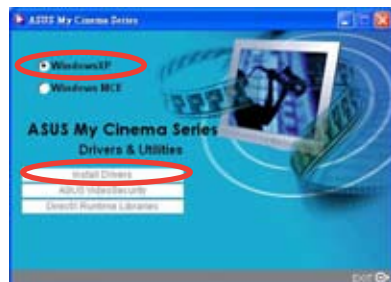 ASUS My Cinema Series
WindowsXP
Windows MCE
ASUS My Cinema Series
Drivers & Utilities
Install Drivers
ASUS VideoSecurity
DirectX Runtime Libraries
EXIT